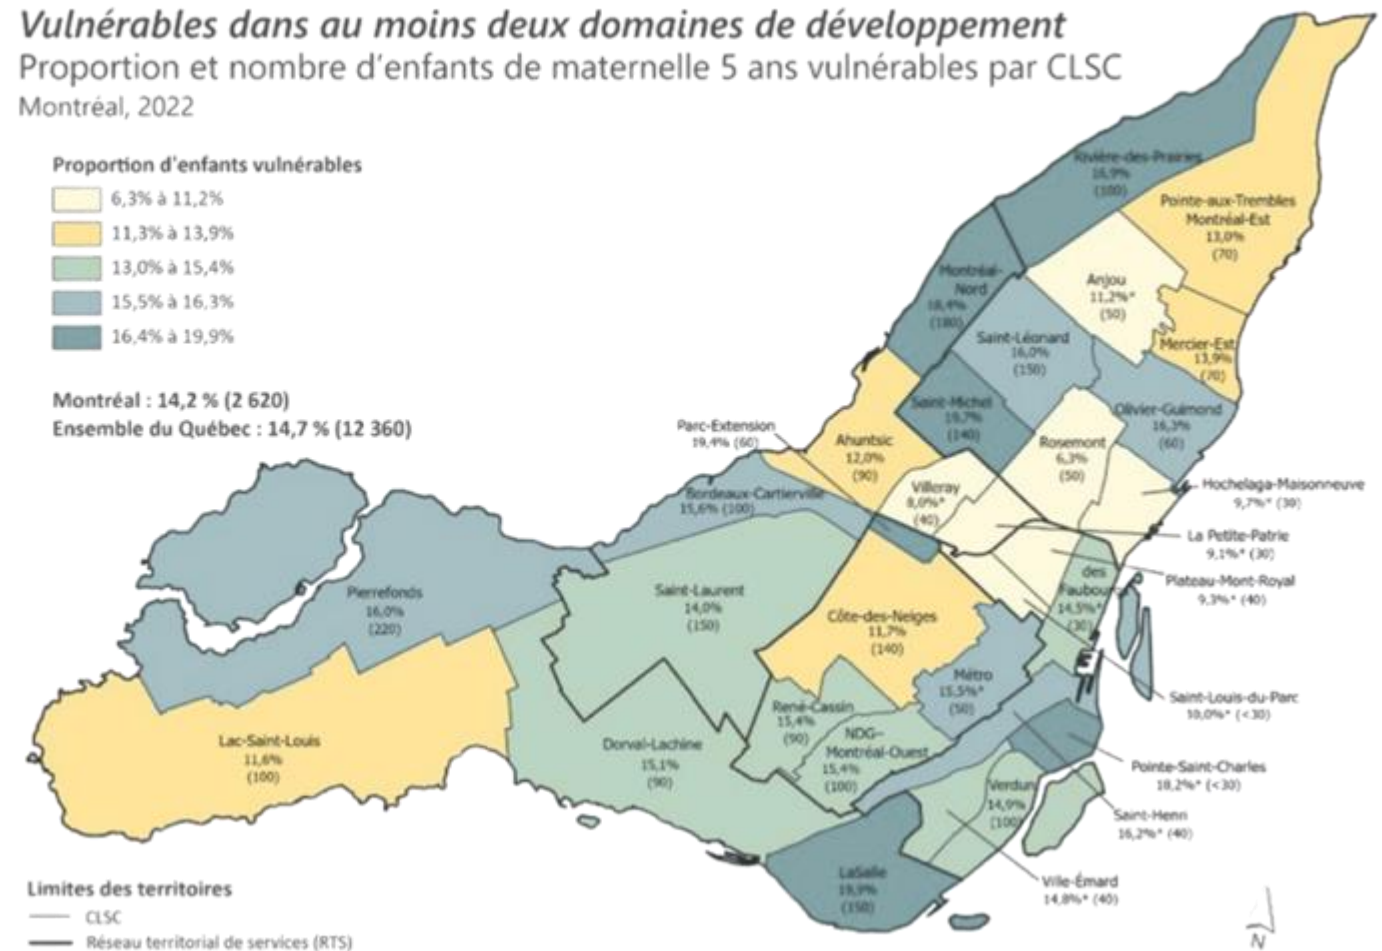 Vulnérables dans au moins deux domaines de développement
Proportion et nombre d'enfants de maternelle 5 ans vulnérables par CLSC
Montréal, 2022
Proportion d'enfants vulnérables
6,3% à 11,2%
11,3% à 13,9%
13,0% à 15,4%
15,5% à 16,3%
16,4% à 19,9%
Montréal : 14,2 % (2 620)
Ensemble du Québec : 14,7 % (12 360)
Rivière-des-Prairies
16,9%
(100)
Pointe-aux-Trembles
Montréal-Est
13,0%
(70)
Montréal-
Nord
18,4%
(180)
Anjou
11,2%*
(50)
Saint-Léonard
16,0%
(150)
Mercier-Est
13,9%
(70)
Saint-Michel
19,7%
(140)
Olivier-Guimond
16,3%
(60)
Parc-Extension
19,4% (60)
Ahuntsic
12,0%
(90)
Rosemont
6,3%
(50)
Villeray
8,0%*
(40)
Hochelaga-Maisonneuve
9,7%* (30)
Bordeaux-Cartierville
15,6% (100)
La Petite-Patrie
9,1%* (30)
Plateau-Mont-Royal
9,3%* (40)
des
Faubourgs
14,5%*
(30)
Pierrefonds
16,0%
(220)
Saint-Laurent
14,0%
(150)
Côte-des-Neiges
11,7%
(140)
Métro
15,5%*
(50)
Saint-Louis-du-Parc
10,0%* (<30)
René-Cassin
15,4%
(90)
NDG–
Montréal-Ouest
15,4%
(100)
Lac-Saint-Louis
11,6%
(100)
Dorval-Lachine
15,1%
(90)
Pointe-Saint-Charles
18,2%* (<30)
Verdun
14,9%
(100)
Saint-Henri
16,2%* (40)
LaSalle
19,9%
(150)
Ville-Émard
14,8%* (40)
Limites des territoires
CLSC
Réseau territorial de services (RTS)
N